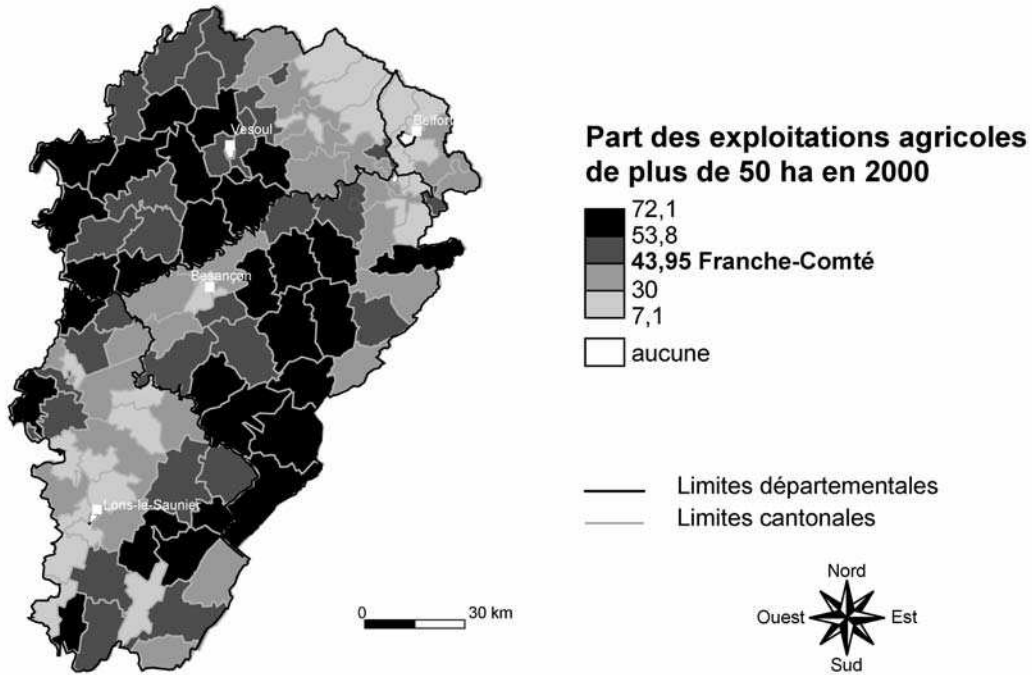 Vesoul
Belfort
Besançon
Lons-le-Saunier
0 30 km
Part des exploitations agricoles
de plus de 50 ha en 2000
72,1
53,8
43,95 Franche-Comté
30
7,1
aucune
Limites départementales
Limites cantonales
Nord
Ouest Est
Sud